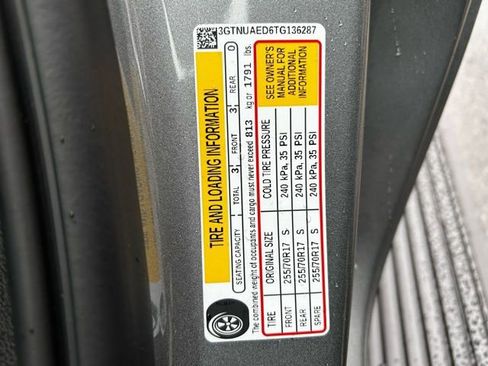 3GTNUAED6TG136287
TIRE AND LOADING INFORMATION
SEATING CAPACITY TOTAL 3 FRONT 3 REAR 0
The combined weight of occupants and cargo must never exceed 813 kg or 1791 lbs.
TIRE ORIGINAL SIZE COLD TIRE PRESSURE
FRONT 255/70R17 S 240 kPa, 35 PSI
REAR 255/70R17 S 240 kPa, 35 PSI
SPARE 255/70R17 S 240 kPa, 35 PSI
SEE OWNER'S
MANUAL FOR
ADDITIONAL
INFORMATION